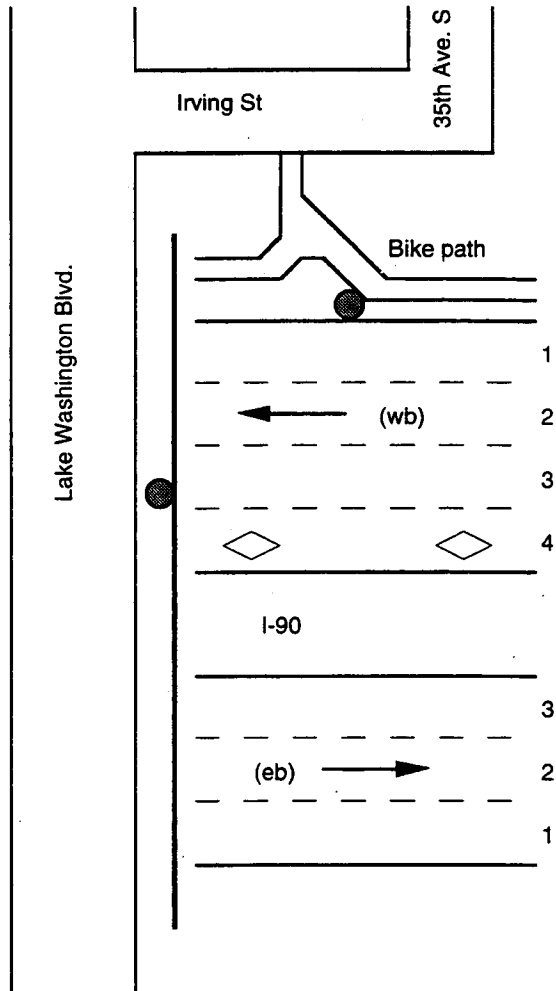 35th Ave. S
Irving St
Bike path
Lake Washington Blvd.
1
(wb)
2
3
4
I-90
3
(eb)
2
1